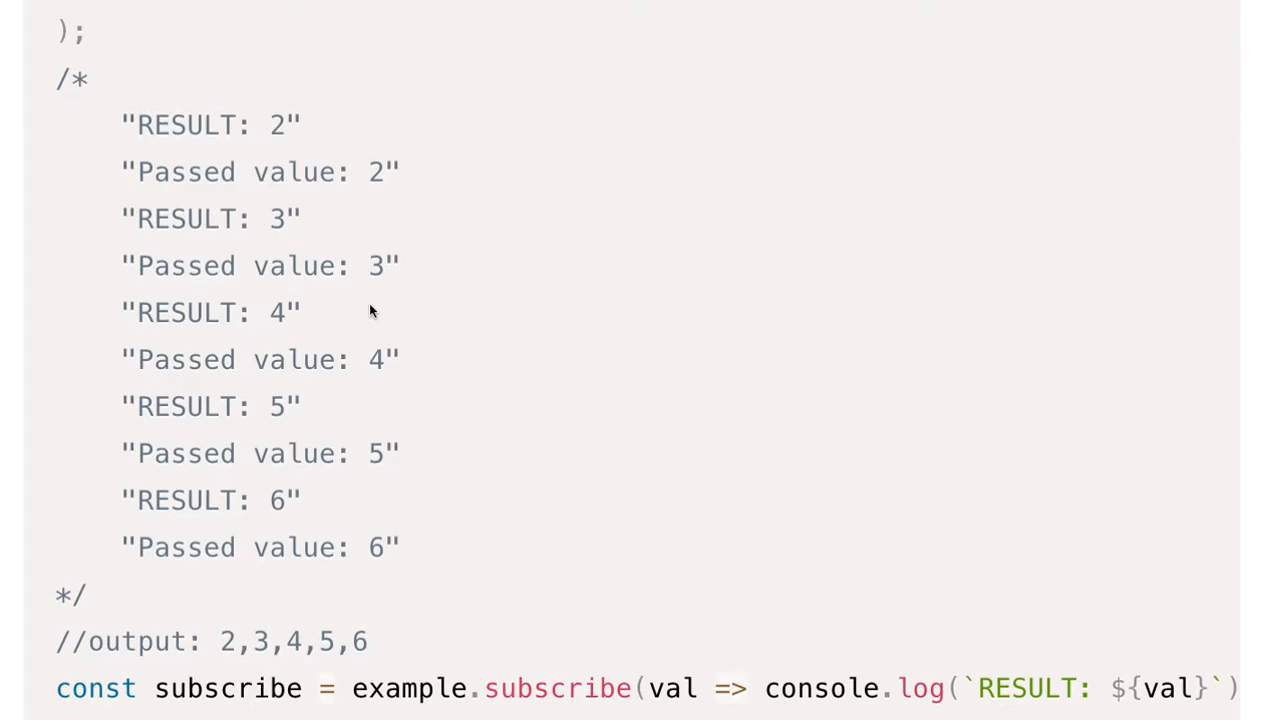 );
/*
    "RESULT: 2"
    "Passed value: 2"
    "RESULT: 3"
    "Passed value: 3"
    "RESULT: 4"
    "Passed value: 4"
    "RESULT: 5"
    "Passed value: 5"
    "RESULT: 6"
    "Passed value: 6"
*/
//output: 2,3,4,5,6
const subscribe = example.subscribe(val => console.log(`RESULT: ${val}`)